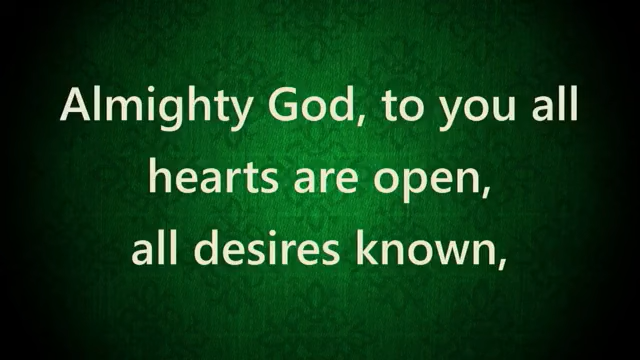 Almighty God, to you all
hearts are open,
all desires known,